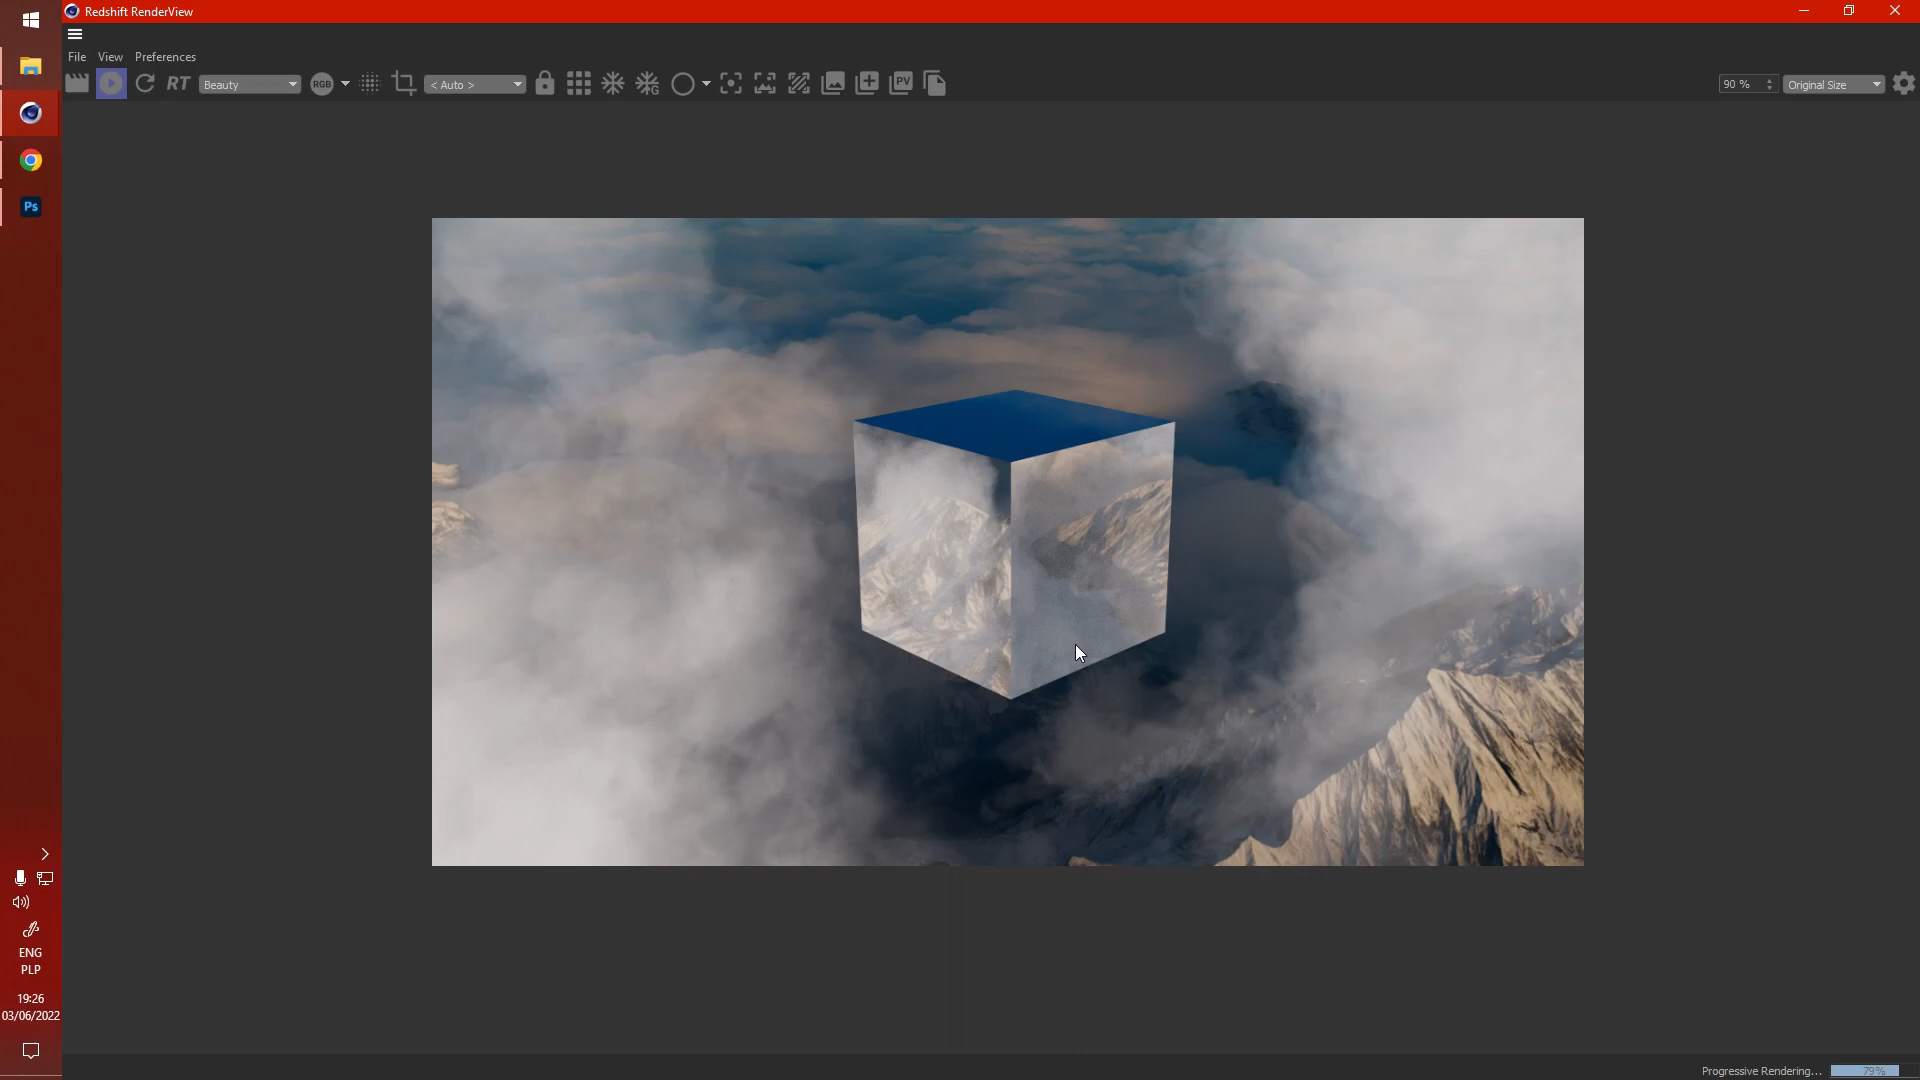 Redshift RenderView
File View Preferences
RT Beauty RGB < Auto > G PV 90 % Original Size
Ps
ENG
PLP
19:26
03/06/2022
Progressive Rendering... 79%